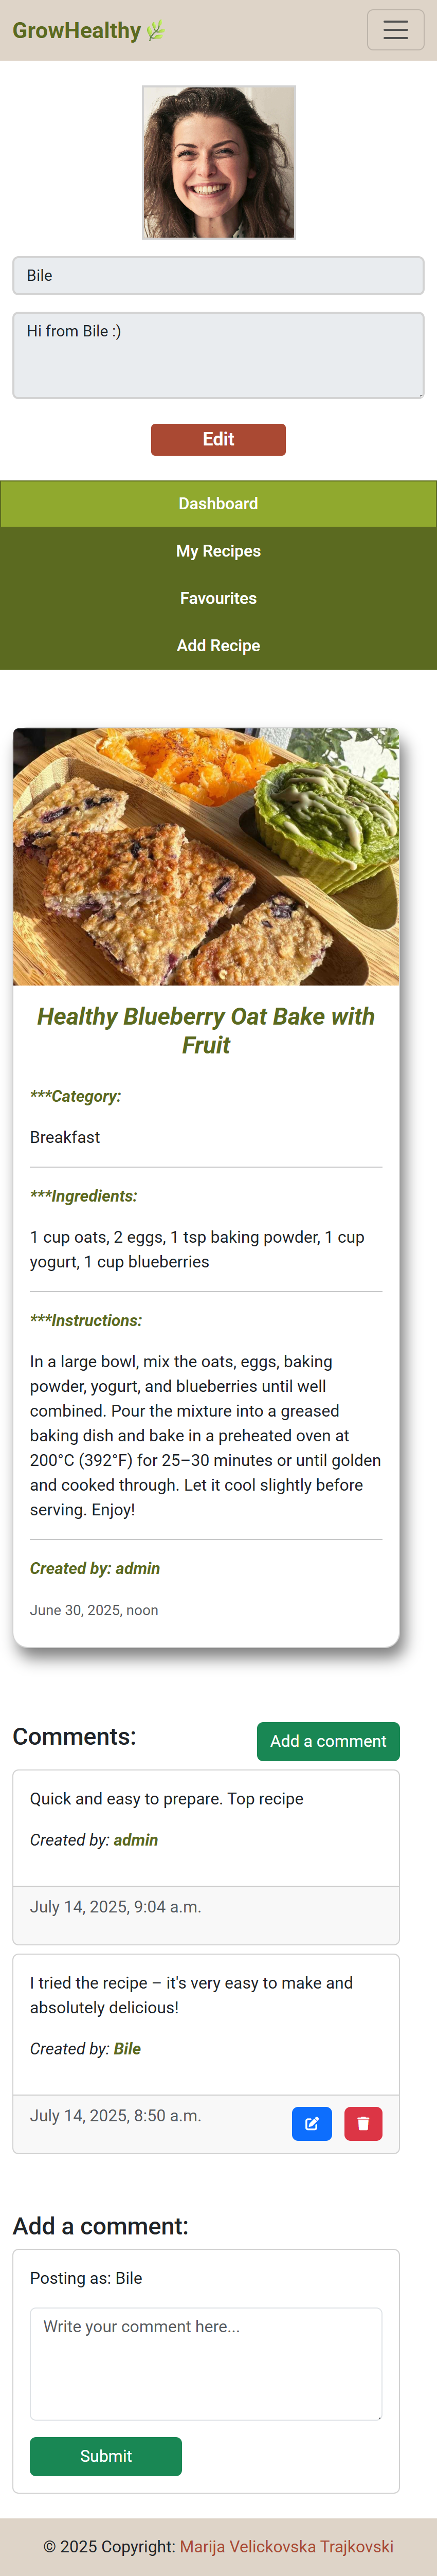 GrowHealthy
Bile
Hi from Bile :)
Edit
Dashboard
My Recipes
Favourites
Add Recipe
Healthy Blueberry Oat Bake with
Fruit
***Category:
Breakfast
***Ingredients:
1 cup oats, 2 eggs, 1 tsp baking powder, 1 cup
yogurt, 1 cup blueberries
***Instructions:
In a large bowl, mix the oats, eggs, baking
powder, yogurt, and blueberries until well
combined. Pour the mixture into a greased
baking dish and bake in a preheated oven at
200°C (392°F) for 25–30 minutes or until golden
and cooked through. Let it cool slightly before
serving. Enjoy!
Created by: admin
June 30, 2025, noon
Comments:
Add a comment
Quick and easy to prepare. Top recipe
Created by: admin
July 14, 2025, 9:04 a.m.
I tried the recipe – it's very easy to make and
absolutely delicious!
Created by: Bile
July 14, 2025, 8:50 a.m.
Add a comment:
Posting as: Bile
Write your comment here...
Submit
© 2025 Copyright: Marija Velickovska Trajkovski